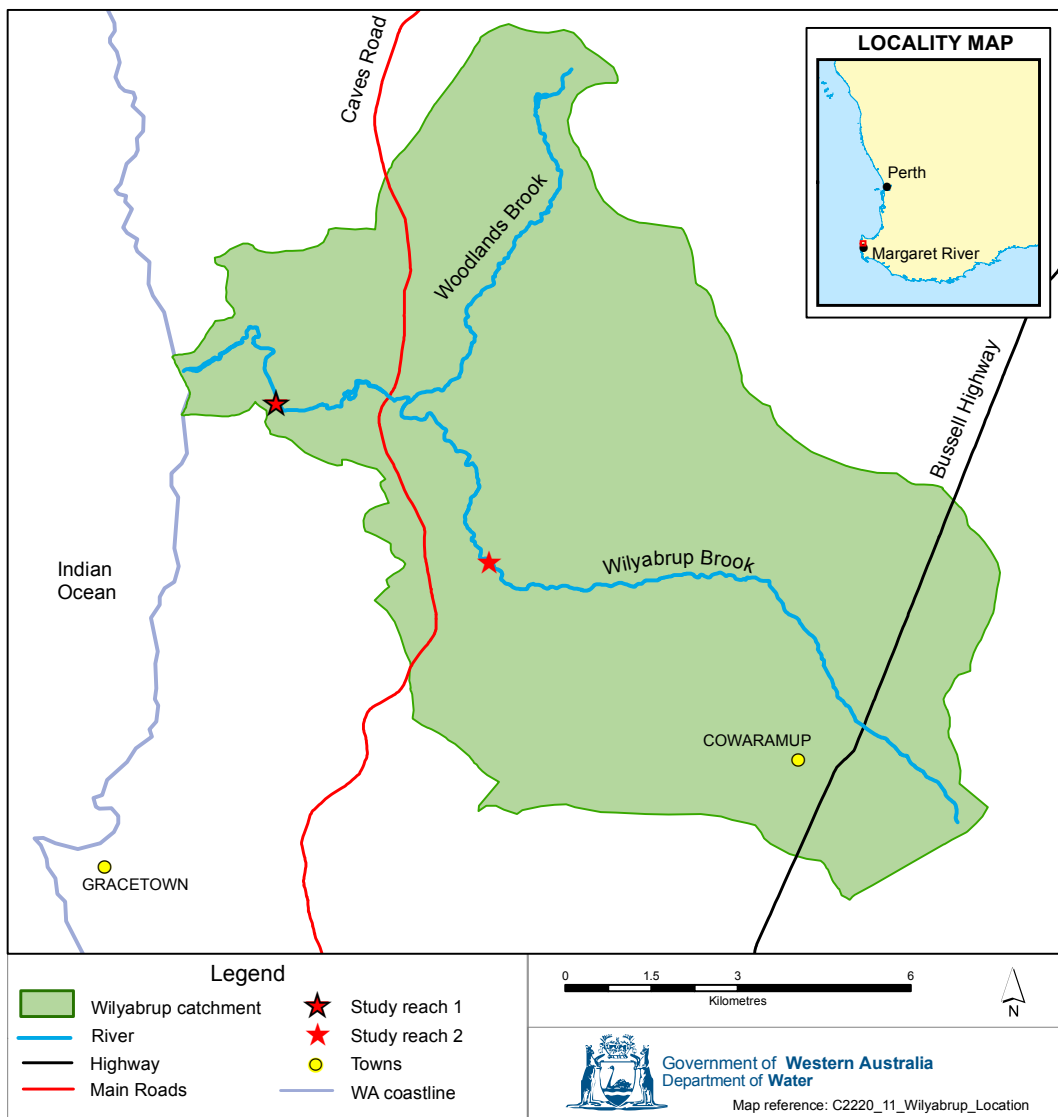 LOCALITY MAP
Perth
Margaret River
Caves Road
Woodlands Brook
Bussell Highway
Indian
Ocean
Wilyabrup Brook
COWARAMUP
GRACETOWN
Legend
Wilyabrup catchment
River
Highway
Main Roads
Study reach 1
Study reach 2
Towns
WA coastline
0 1.5 3 6
Kilometres
N
Government of Western Australia
Department of Water
Map reference: C2220_11_Wilyabrup_Location